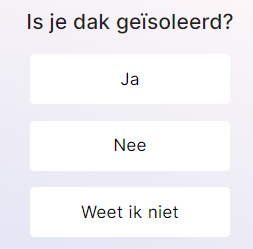 Is je dak geïsoleerd?
Ja
Nee
Weet ik niet